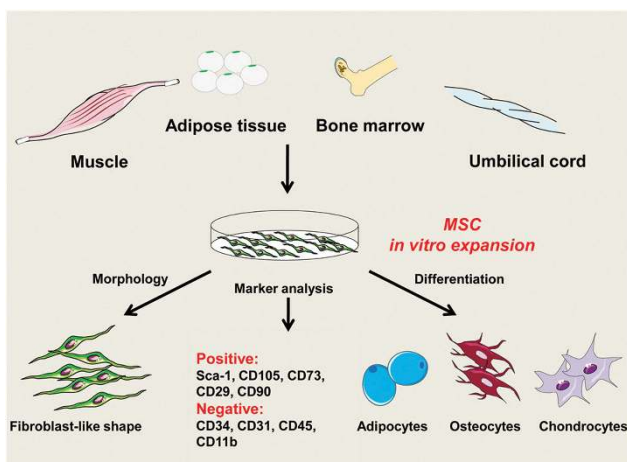 Muscle
Adipose tissue
Bone marrow
Umbilical cord
MSC
in vitro expansion
Morphology
Marker analysis
Differentiation
Positive:
Sca-1, CD105, CD73,
CD29, CD90
Negative:
CD34, CD31, CD45,
CD11b
Fibroblast-like shape
Adipocytes
Osteocytes
Chondrocytes